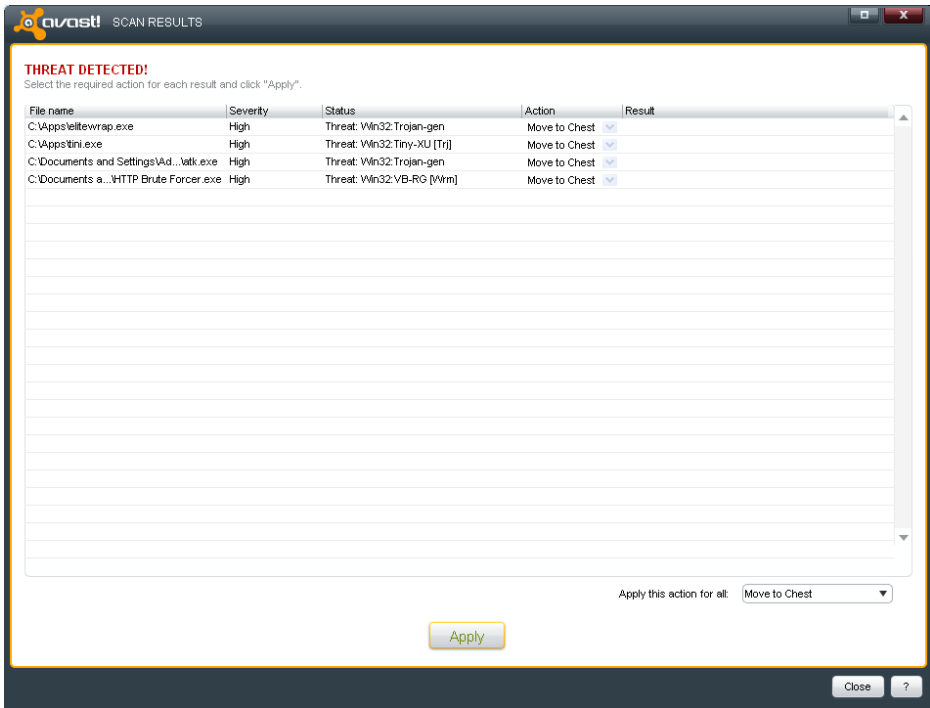 avast! SCAN RESULTS
THREAT DETECTED!
Select the required action for each result and click "Apply".
File name Severity Status Action Result
C:\Apps\elitewrap.exe High Threat: Win32:Trojan-gen Move to Chest
C:\Apps\tini.exe High Threat: Win32:Tiny-XU [Trj] Move to Chest
C:\Documents and Settings\Ad...\atk.exe High Threat: Win32:Trojan-gen Move to Chest
C:\Documents a...\HTTP Brute Forcer.exe High Threat: Win32:VB-RG [Wrm] Move to Chest
Apply this action for all: Move to Chest
Apply
Close ?